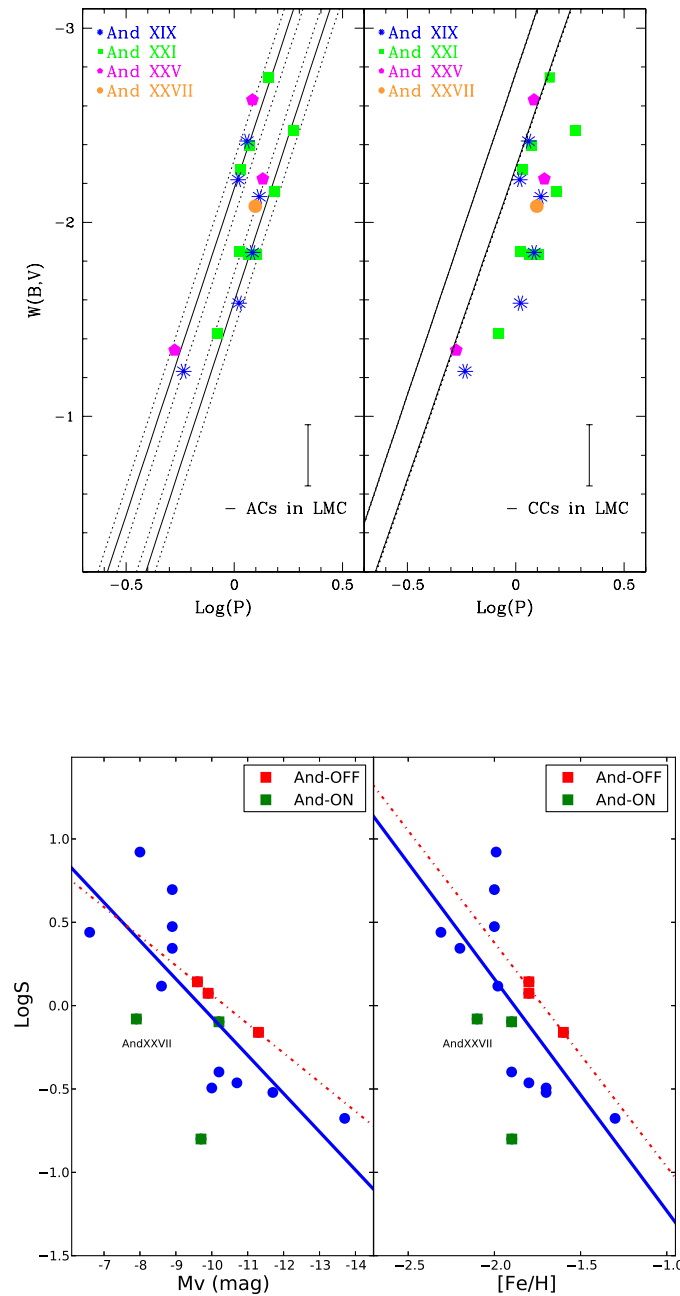 And XIX
And XXI
And XXV
And XXVII
And XIX
And XXI
And XXV
And XXVII
−3
−2
−1
W(B,V)
– ACs in LMC
– CCs in LMC
−0.5
0
0.5
−0.5
0
0.5
Log(P)
Log(P)
And-OFF
And-ON
And-OFF
And-ON
1.0
0.5
0.0
−0.5
−1.0
−1.5
LogS
AndXXVII
AndXXVII
-7
-8
-9
-10
-11
-12
-13
-14
−2.5
−2.0
−1.5
−1.0
Mv (mag)
[Fe/H]